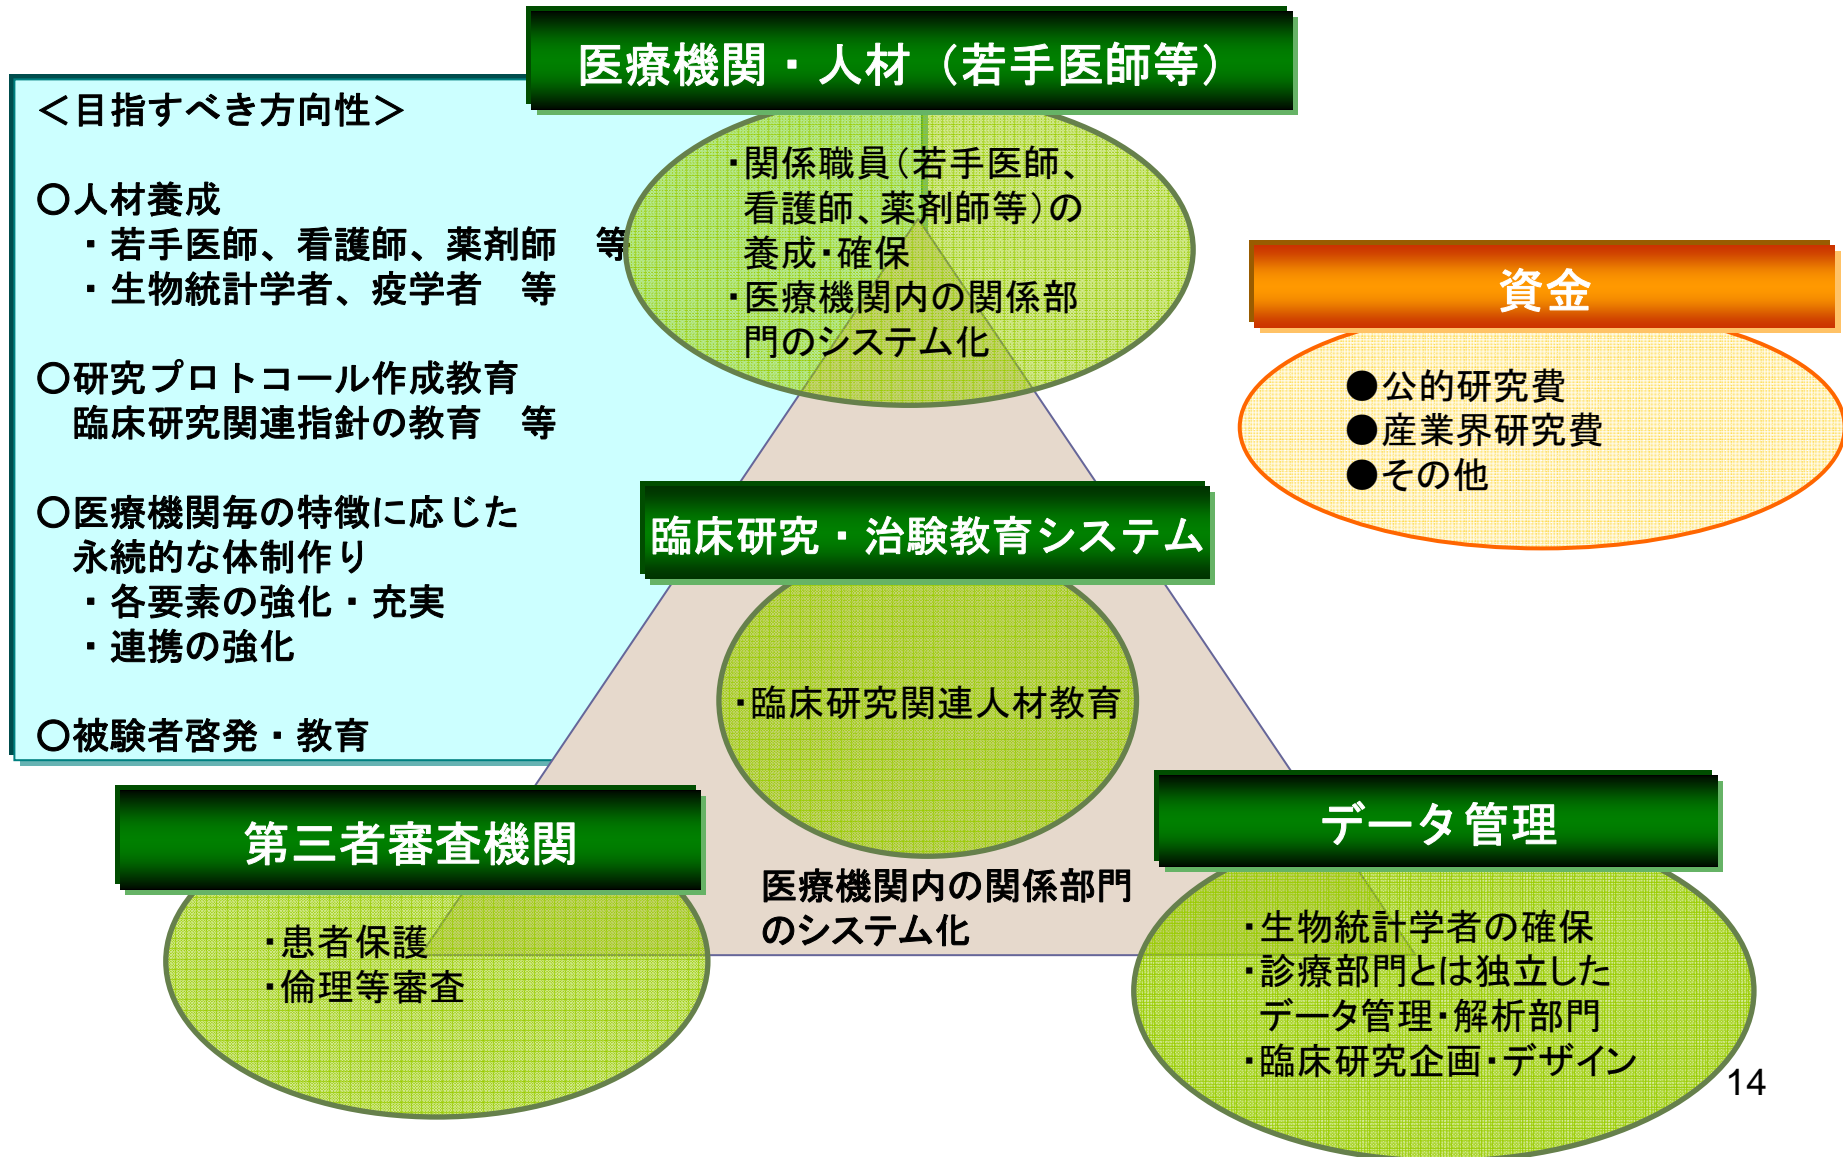 医療機関・人材（若手医師等）
＜目指すべき方向性＞
○人材養成
・若手医師、看護師、薬剤師　等
・生物統計学者、疫学者　等
○研究プロトコール作成教育
臨床研究関連指針の教育　等
○医療機関毎の特徴に応じた
永続的な体制作り
・各要素の強化・充実
・連携の強化
○被験者啓発・教育
・関係職員（若手医師、
看護師、薬剤師等）の
養成・確保
・医療機関内の関係部
門のシステム化
資金
●公的研究費
●産業界研究費
●その他
臨床研究・治験教育システム
・臨床研究関連人材教育
医療機関内の関係部門
のシステム化
第三者審査機関
・患者保護
・倫理等審査
データ管理
・生物統計学者の確保
・診療部門とは独立した
データ管理・解析部門
・臨床研究企画・デザイン
14